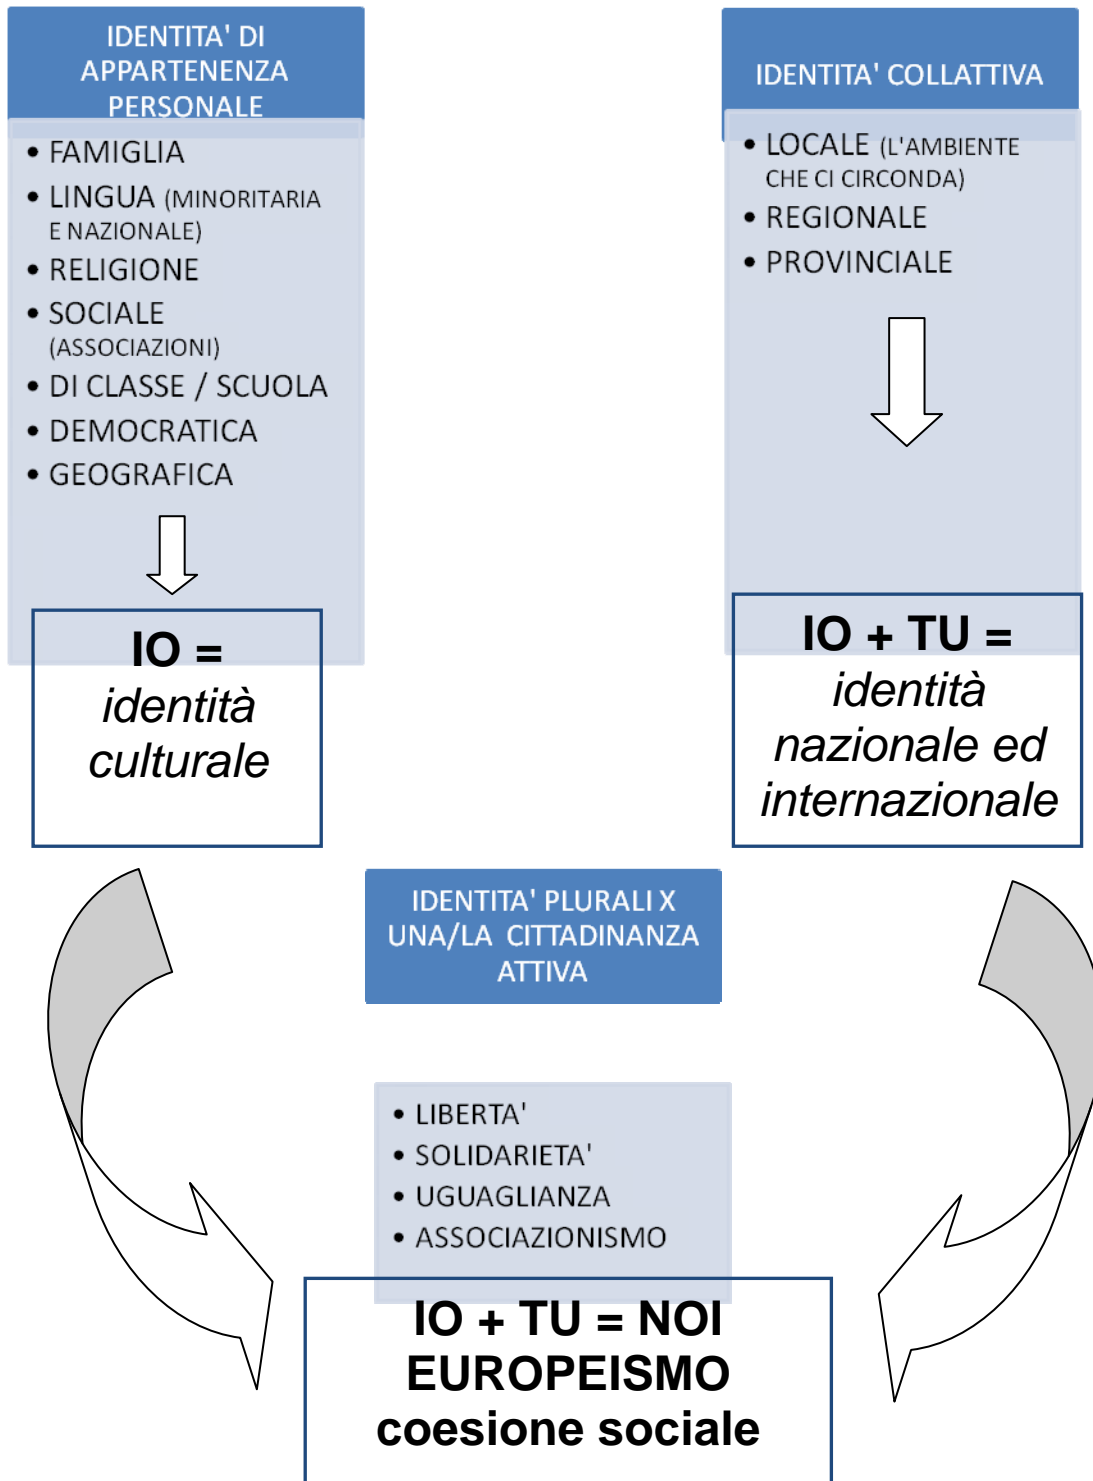 IDENTITA' DI
APPARTENENZA
PERSONALE
• FAMIGLIA
• LINGUA (MINORITARIA
E NAZIONALE)
• RELIGIONE
• SOCIALE
(ASSOCIAZIONI)
• DI CLASSE / SCUOLA
• DEMOCRATICA
• GEOGRAFICA
IO =
identità
culturale
IDENTITA' COLLATTIVA
• LOCALE (L'AMBIENTE
CHE CI CIRCONDA)
• REGIONALE
• PROVINCIALE
IO + TU =
identità
nazionale ed
internazionale
IDENTITA' PLURALI X
UNA/LA CITTADINANZA
ATTIVA
• LIBERTA'
• SOLIDARIETA'
• UGUAGLIANZA
• ASSOCIAZIONISMO
IO + TU = NOI
EUROPEISMO
coesione sociale